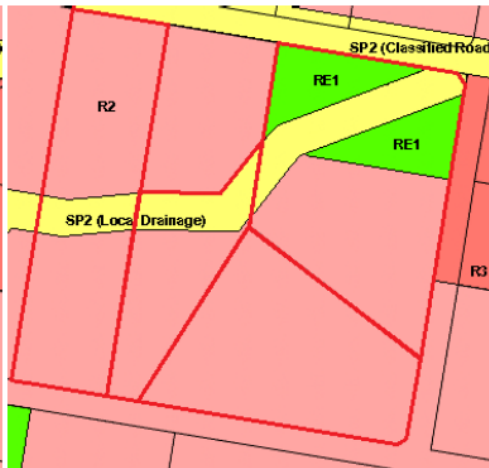 SP2 (Classified Road
RE1
R2
RE1
SP2 (Local Drainage)
R3